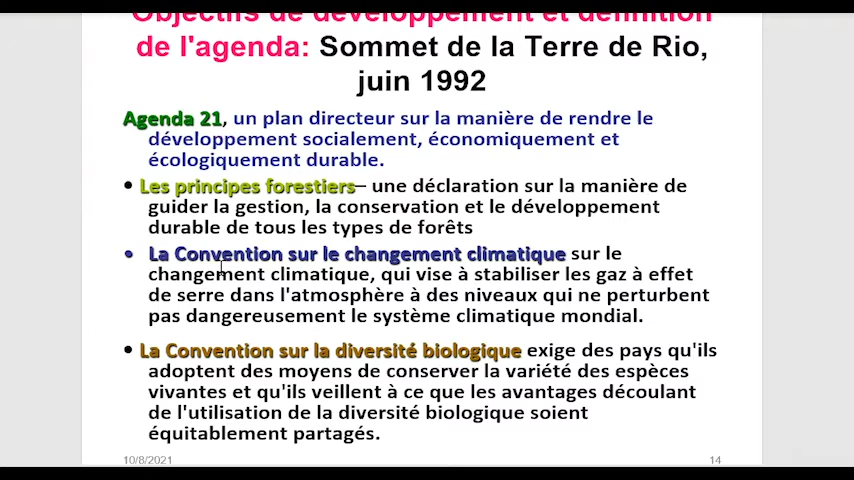 Objectifs de développement et définition
de l'agenda: Sommet de la Terre de Rio,
juin 1992
Agenda 21, un plan directeur sur la manière de rendre le
développement socialement, économiquement et
écologiquement durable.
• Les principes forestiers– une déclaration sur la manière de
guider la gestion, la conservation et le développement
durable de tous les types de forêts
• La Convention sur le changement climatique sur le
changement climatique, qui vise à stabiliser les gaz à effet
de serre dans l'atmosphère à des niveaux qui ne perturbent
pas dangereusement le système climatique mondial.
• La Convention sur la diversité biologique exige des pays qu'ils
adoptent des moyens de conserver la variété des espèces
vivantes et qu'ils veillent à ce que les avantages découlant
de l'utilisation de la diversité biologique soient
équitablement partagés.
10/8/2021
14